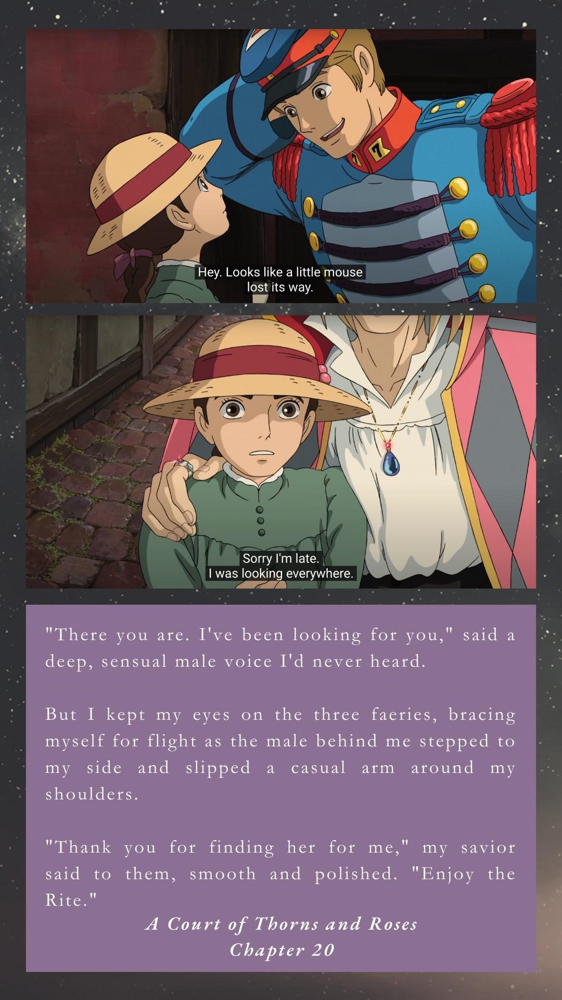 7
7
Hey. Looks like a little mouse
lost its way.
Sorry I'm late.
I was looking everywhere.
"There you are. I've been looking for you," said a
deep, sensual male voice I'd never heard.
But I kept my eyes on the three faeries, bracing
myself for flight as the male behind me stepped to
my side and slipped a casual arm around my
shoulders.
"Thank you for finding her for me," my savior
said to them, smooth and polished. "Enjoy the
Rite."
A Court of Thorns and Roses
Chapter 20